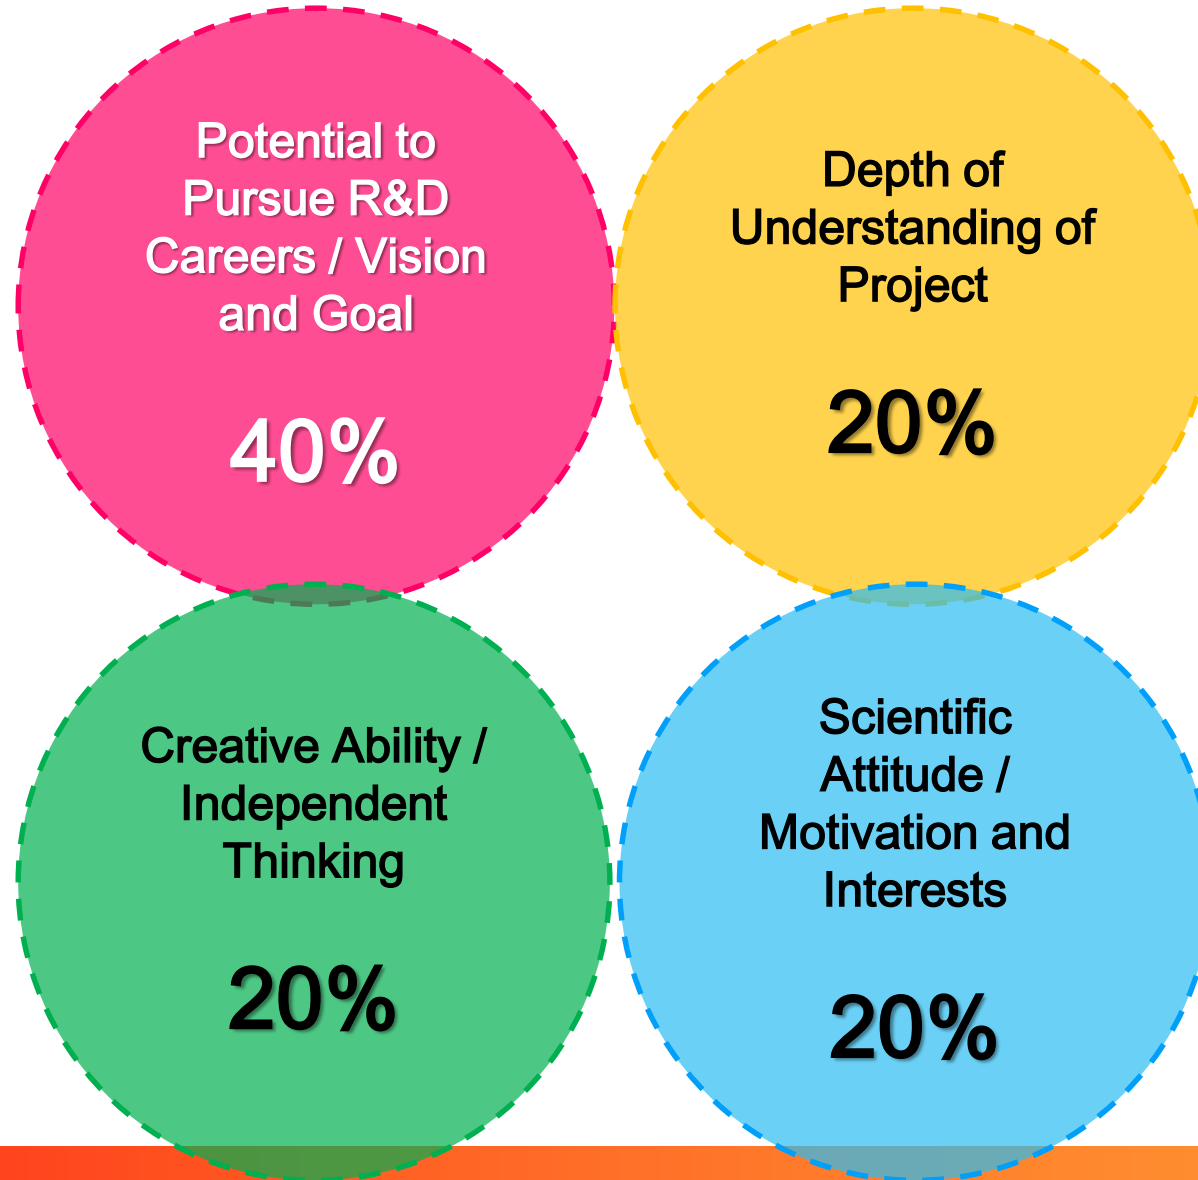 Potential to
Pursue R&D
Careers / Vision
and Goal
40%
Depth of
Understanding of
Project
20%
Creative Ability /
Independent
Thinking
20%
Scientific
Attitude /
Motivation and
Interests
20%